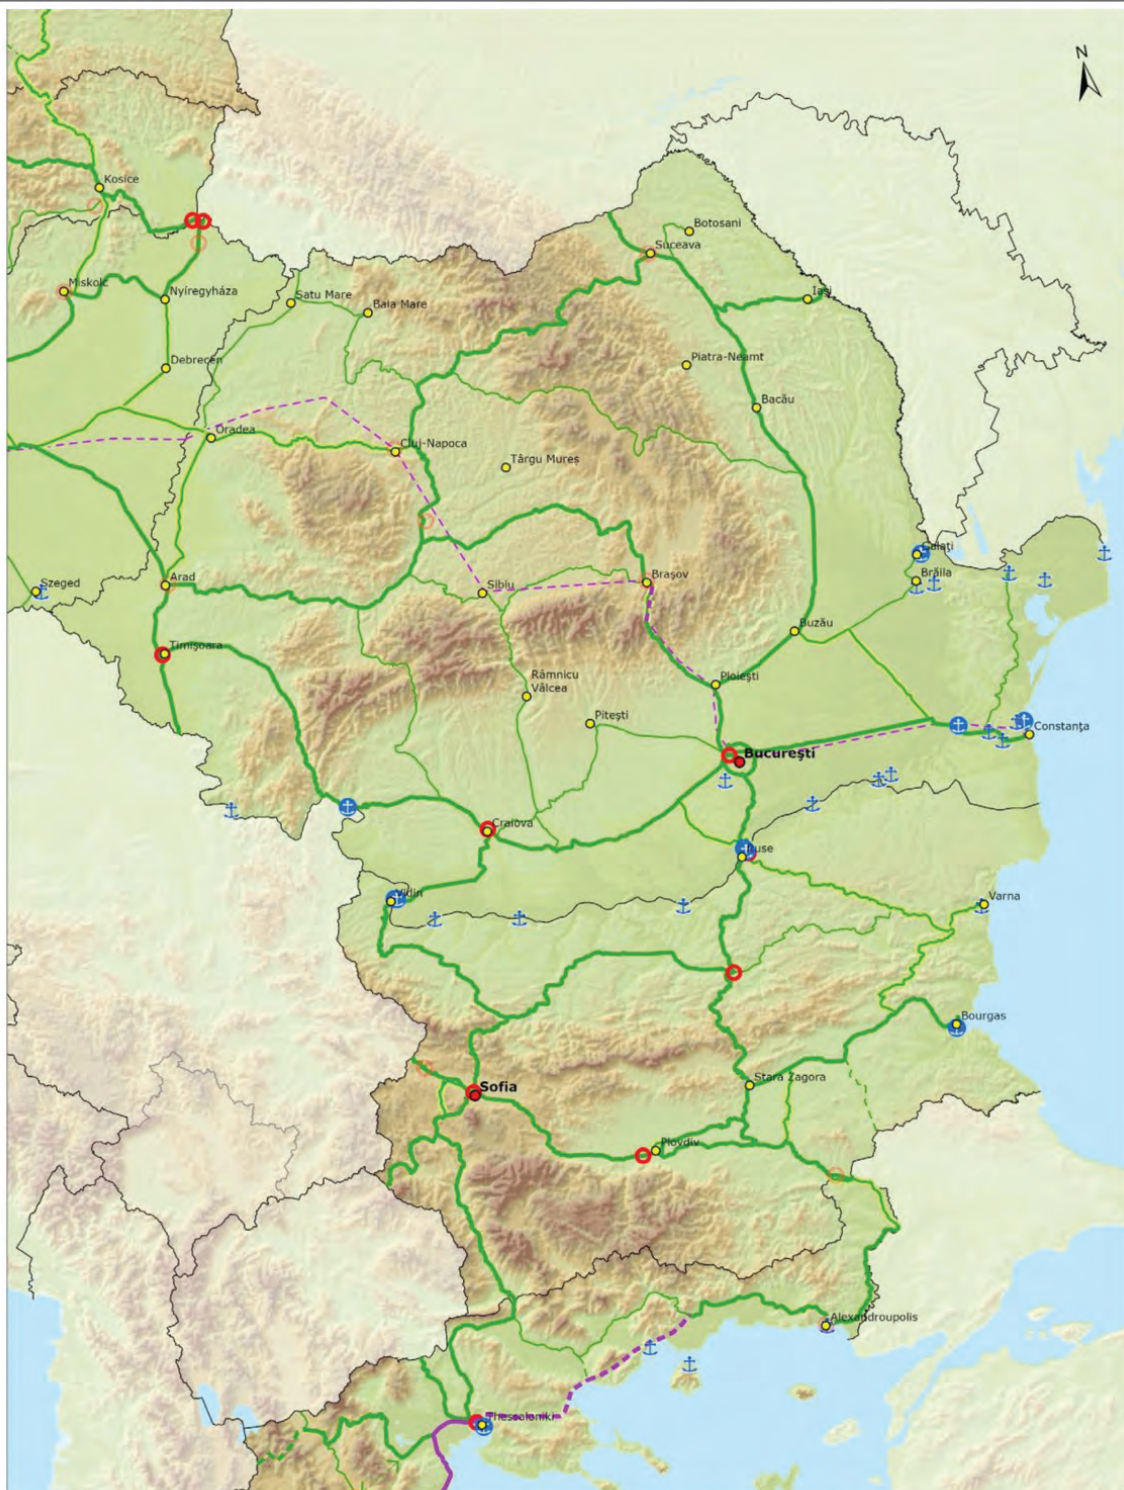 N
Kosice
Botosani
Suceava
Miskolc
Nyíregyháza
Satu Mare
Baia Mare
Iași
Debrecen
Piatra-Neamt
Bacău
Oradea
Cluj-Napoca
Târgu Mures
Galaţi
Brăila
Szeged
Arad
Sibiu
Braşov
Buzău
Timişoara
Râmnicu
Vâlcea
Ploieşti
Piteşti
Constanţa
Bucureşti
Craiova
Ruse
Vidin
Varna
Bourgas
Stara Zagora
Sofia
Plovdiv
Alexandroupolis
Thessaloniki